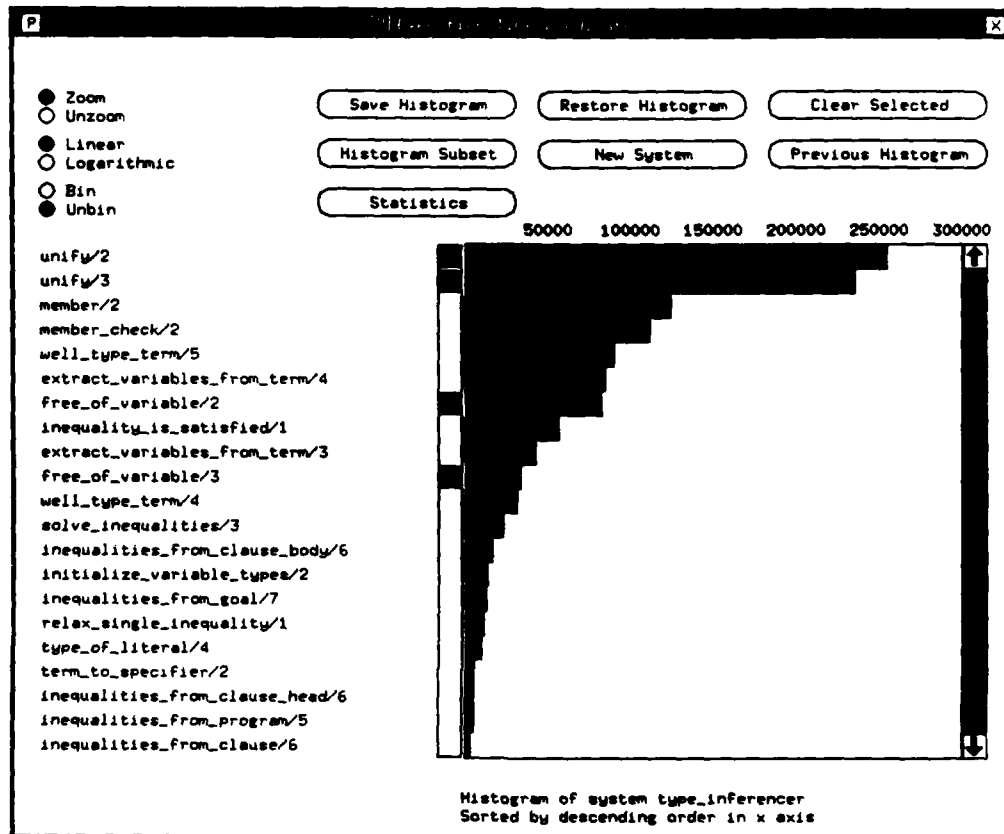 P
X
Zoom
Unzoom
Save Histogram Restore Histogram Clear Selected
Linear
Logarithmic
Histogram Subset New System Previous Histogram
Bin
Unbin
Statistics
50000 100000 150000 200000 250000 300000
unify/2
unify/3
member/2
member_check/2
well_type_term/5
extract_variables_from_term/4
free_of_variable/2
inequality_is_satisfied/1
extract_variables_from_term/3
free_of_variable/3
well_type_term/4
solve_inequalities/3
inequalities_from_clause_body/6
initialize_variable_types/2
inequalities_from_goal/7
relax_single_inequality/1
type_of_literal/4
term_to_specifier/2
inequalities_from_clause_head/6
inequalities_from_program/5
inequalities_from_clause/6
Histogram of system type_inferencer
Sorted by descending order in x axis